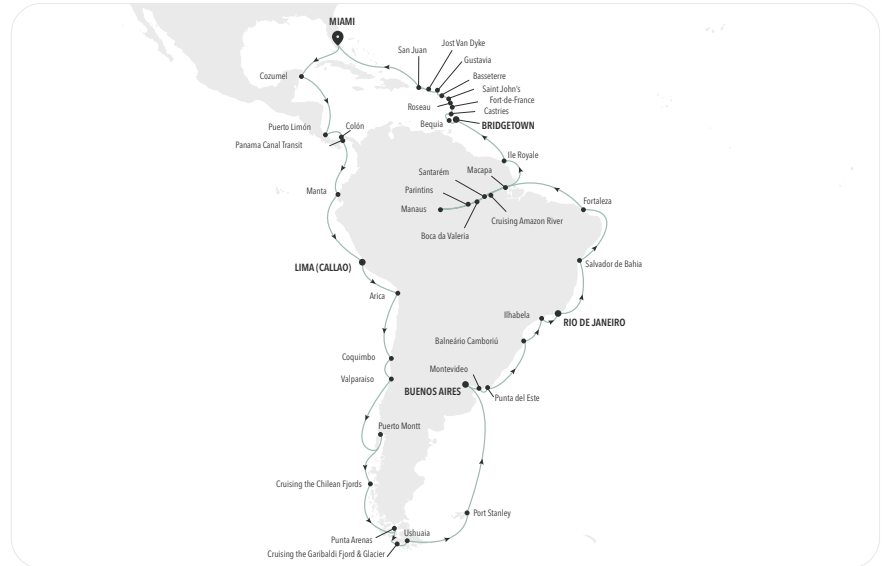 MIAMI
Jost Van Dyke
San Juan
Gustavia
Cozumel
Basseterre
Saint John's
Fort-de-France
Roseau
Castries
Bequia
BRIDGETOWN
Puerto Limón
Colón
Panama Canal Transit
Ile Royale
Santarém
Macapa
Manta
Parintins
Fortaleza
Manaus
Cruising Amazon River
Boca da Valeria
LIMA (CALLAO)
Salvador de Bahia
Arica
Ilhabela
RIO DE JANEIRO
Balneário Camboriú
Coquimbo
Montevideo
Valparaiso
BUENOS AIRES
Punta del Este
Puerto Montt
Cruising the Chilean Fjords
Port Stanley
Ushuaia
Punta Arenas
Cruising the Garibaldi Fjord & Glacier